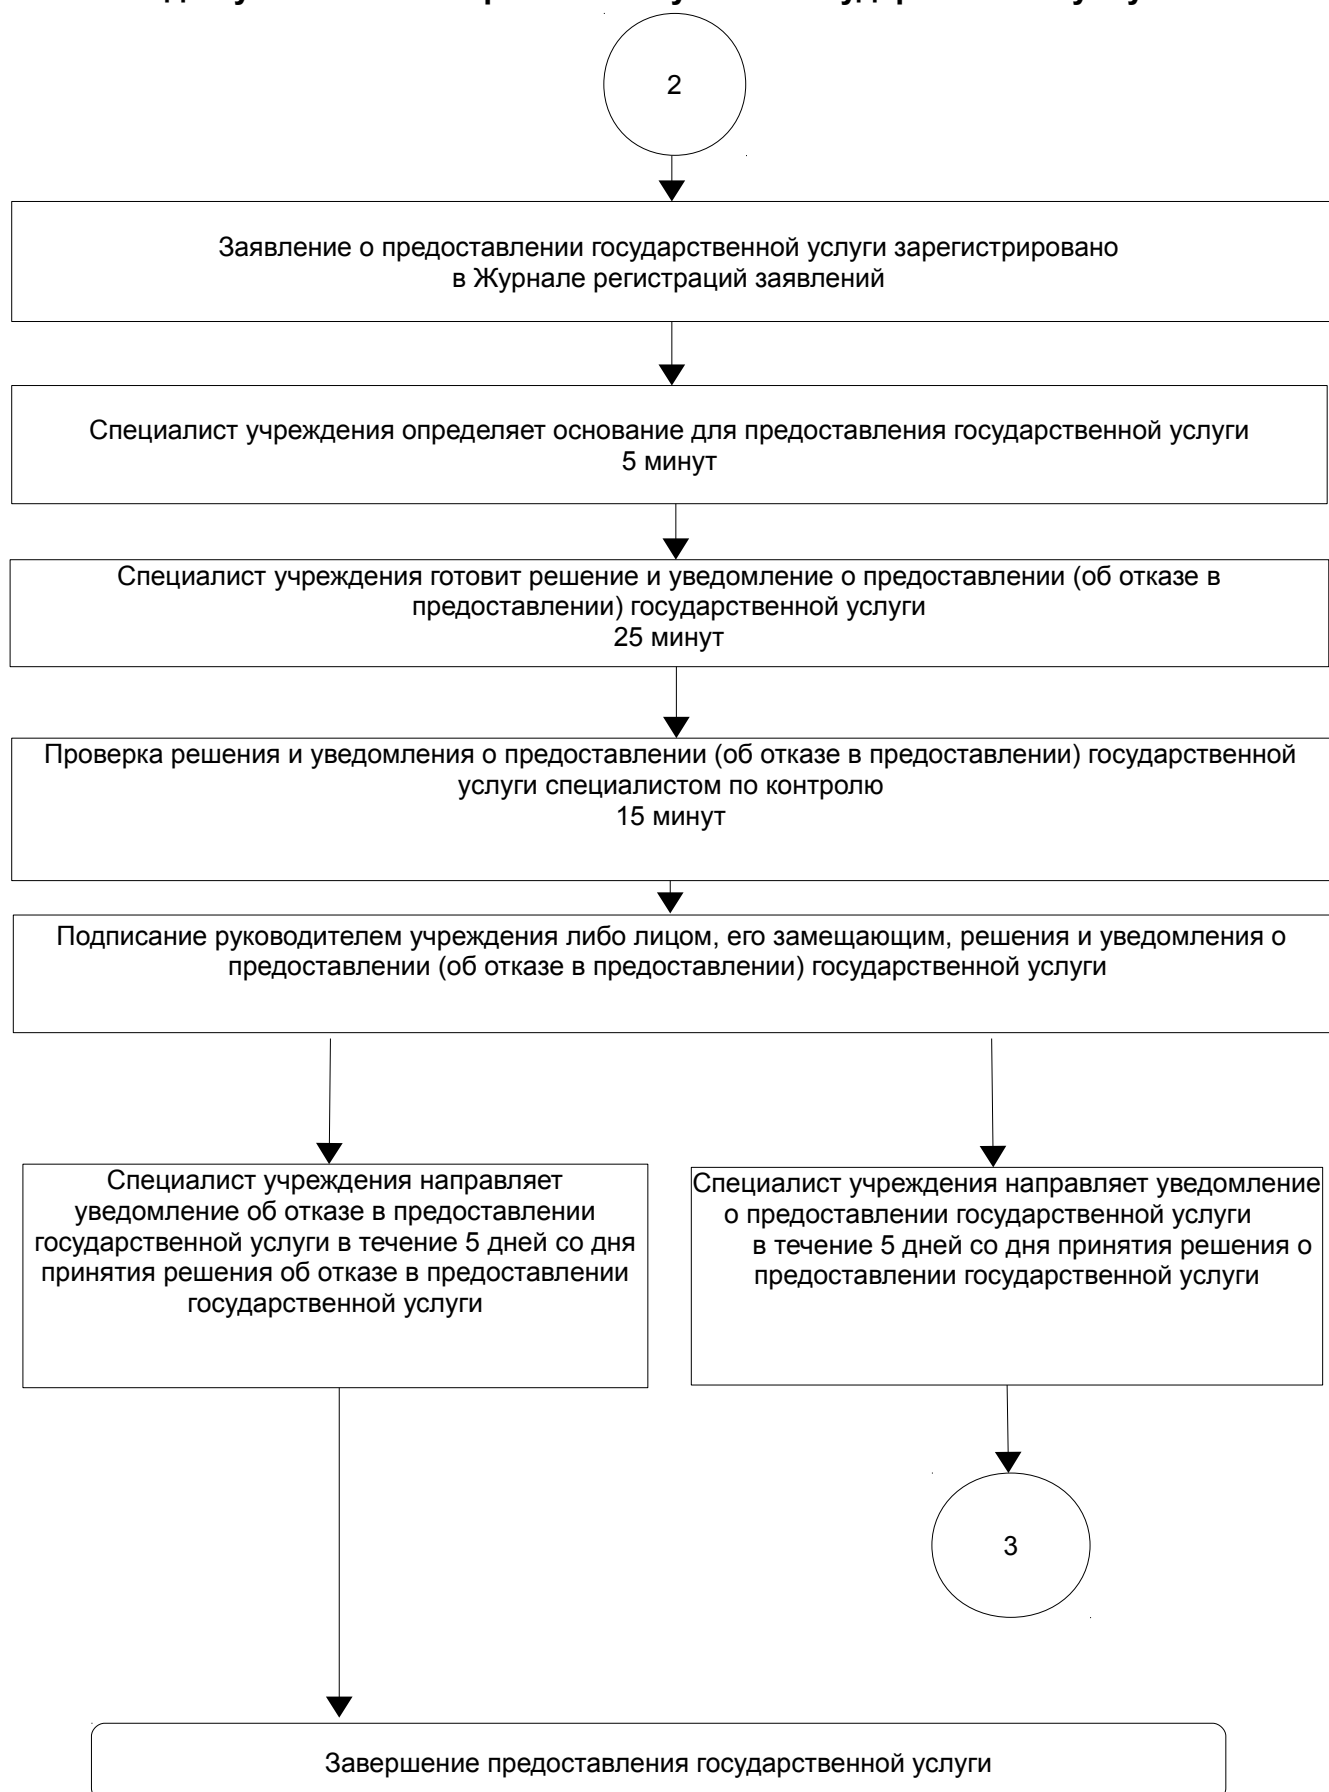 2
Заявление о предоставлении государственной услуги зарегистрировано
в Журнале регистраций заявлений
Специалист учреждения определяет основание для предоставления государственной услуги
5 минут
Специалист учреждения готовит решение и уведомление о предоставлении (об отказе в
предоставлении) государственной услуги
25 минут
Проверка решения и уведомления о предоставлении (об отказе в предоставлении) государственной
услуги специалистом по контролю
15 минут
Подписание руководителем учреждения либо лицом, его замещающим, решения и уведомления о
предоставлении (об отказе в предоставлении) государственной услуги
Специалист учреждения направляет
уведомление об отказе в предоставлении
государственной услуги в течение 5 дней со дня
принятия решения об отказе в предоставлении
государственной услуги
Специалист учреждения направляет уведомление
о предоставлении государственной услуги
в течение 5 дней со дня принятия решения о
предоставлении государственной услуги
3
Завершение предоставления государственной услуги